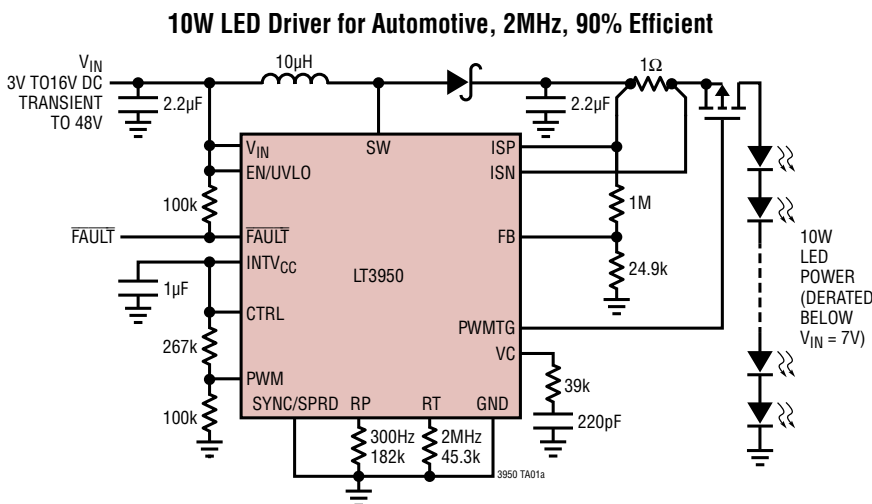 10W LED Driver for Automotive, 2MHz, 90% Efficient
VIN
3V TO16V DC
TRANSIENT
TO 48V
2.2µF
10µH
2.2µF
1Ω
VIN
SW
ISP
EN/UVLO
ISN
100k
1M
FAULT
FAULT
FB
INTVCC
LT3950
24.9k
1µF
CTRL
PWMTG
267k
VC
PWM
39k
100k
220pF
SYNC/SPRD
RP
RT
GND
300Hz
182k
2MHz
45.3k
10W
LED
POWER
(DERATED
BELOW
VIN = 7V)
3950 TA01a